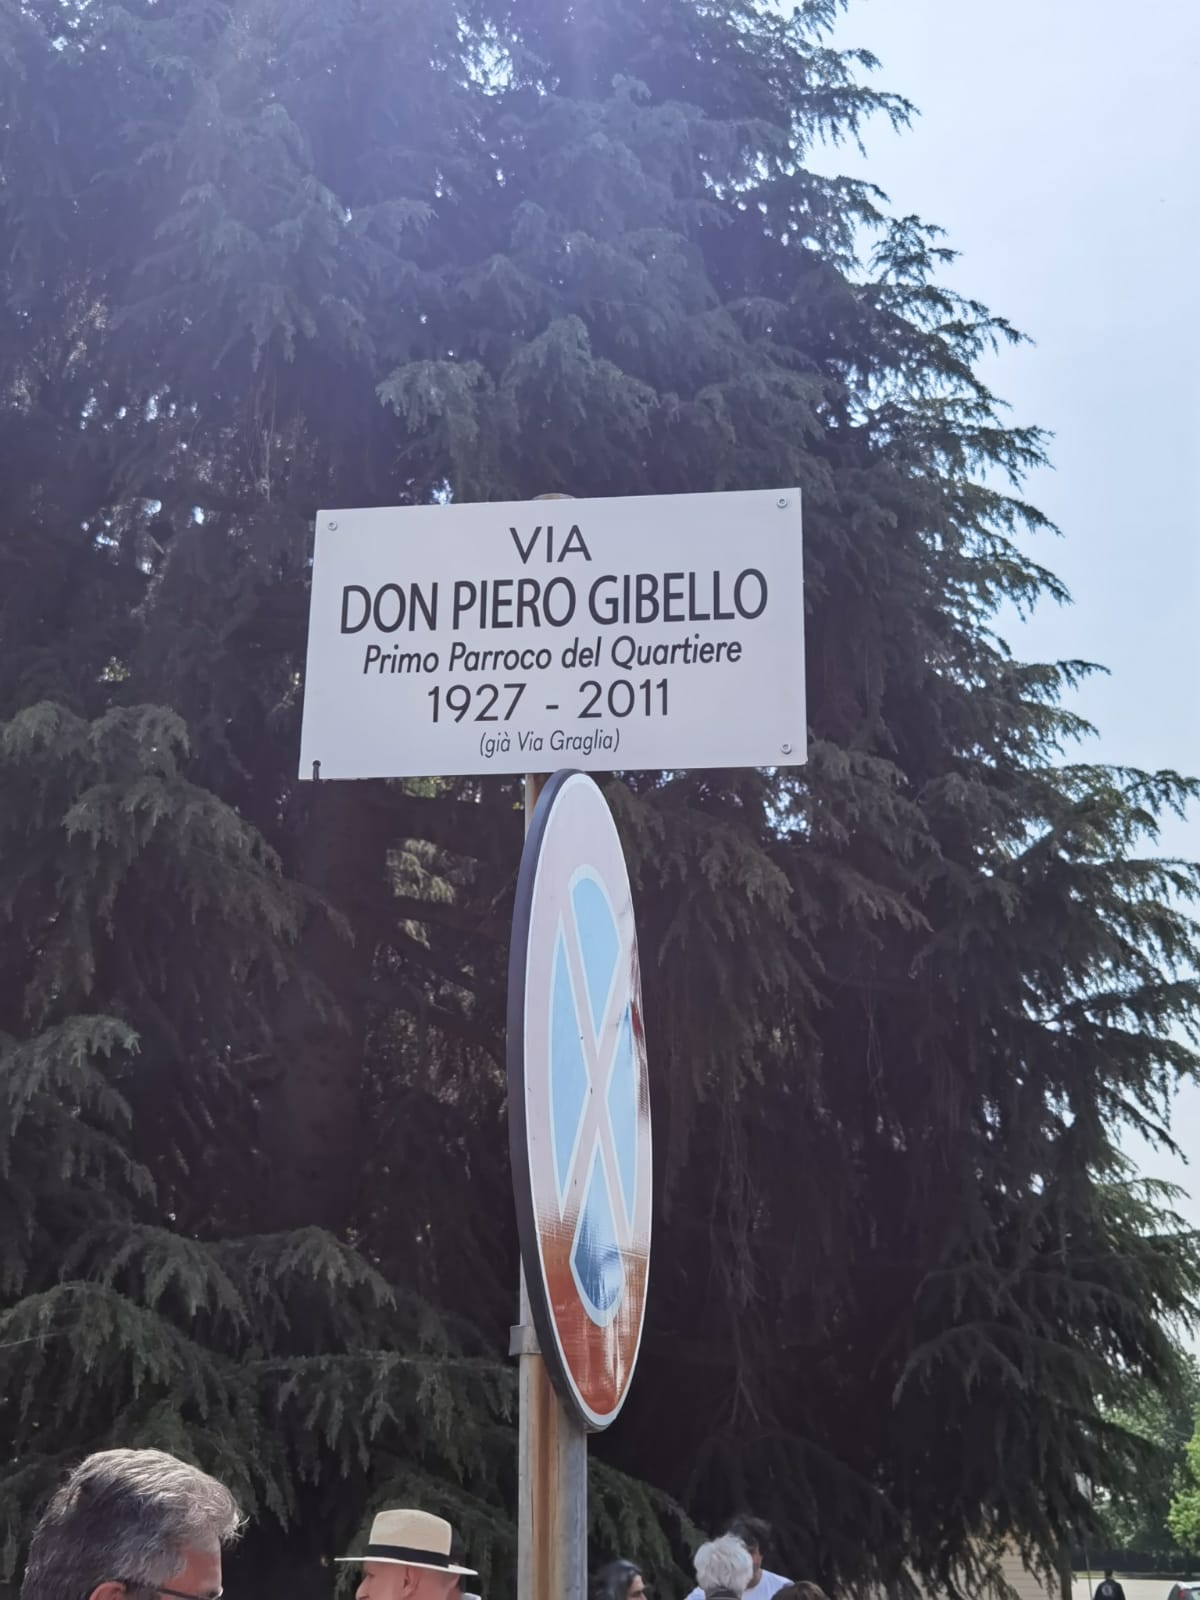 VIA
DON PIERO GIBELLO
Primo Parroco del Quartiere
1927 - 2011
(già Via Graglia)